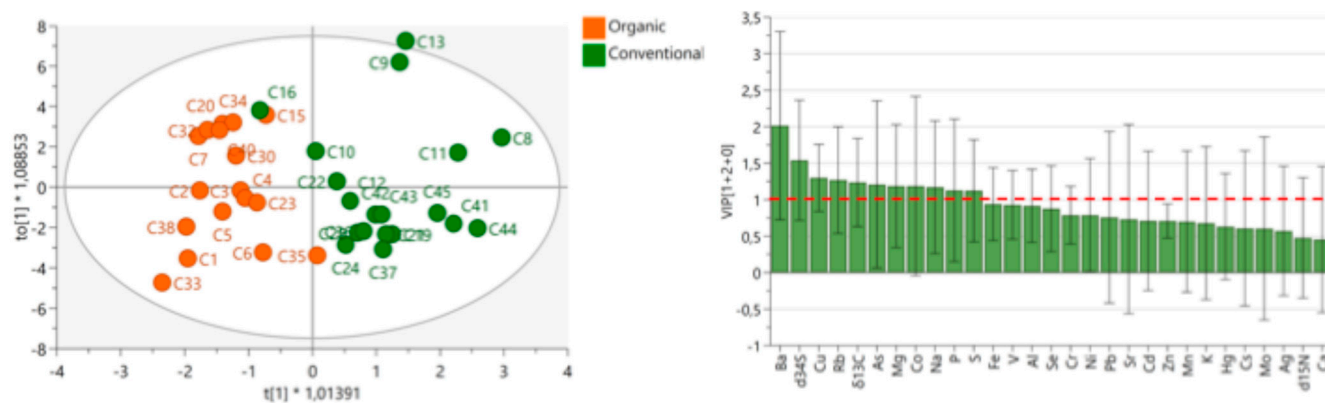 8
6
4
2
0
-2
-4
-6
-8
-4
-3
-2
-1
0
1
2
3
4
to[1] * 1,08853
t[1] * 1,01391
Organic
Conventional
C13
C9
C16
C20
C34
C15
C32
C7
C30
C10
C11
C8
C2
C3
C4
C23
C22
C12
C42
C43
C45
C41
C44
C38
C5
C1
C6
C35
C33
C24
C37
3,5
3
2,5
2
1,5
1
0,5
0
-0,5
-1
VIP[1+2+0]
Ba
d34S
Cu
Rb
δ13C
As
Mg
Co
Na
P
S
Fe
V
Al
Se
Cr
Ni
Pb
Sr
Cd
Zn
Mn
K
Hg
Cs
Mo
Ag
d15N
Ca